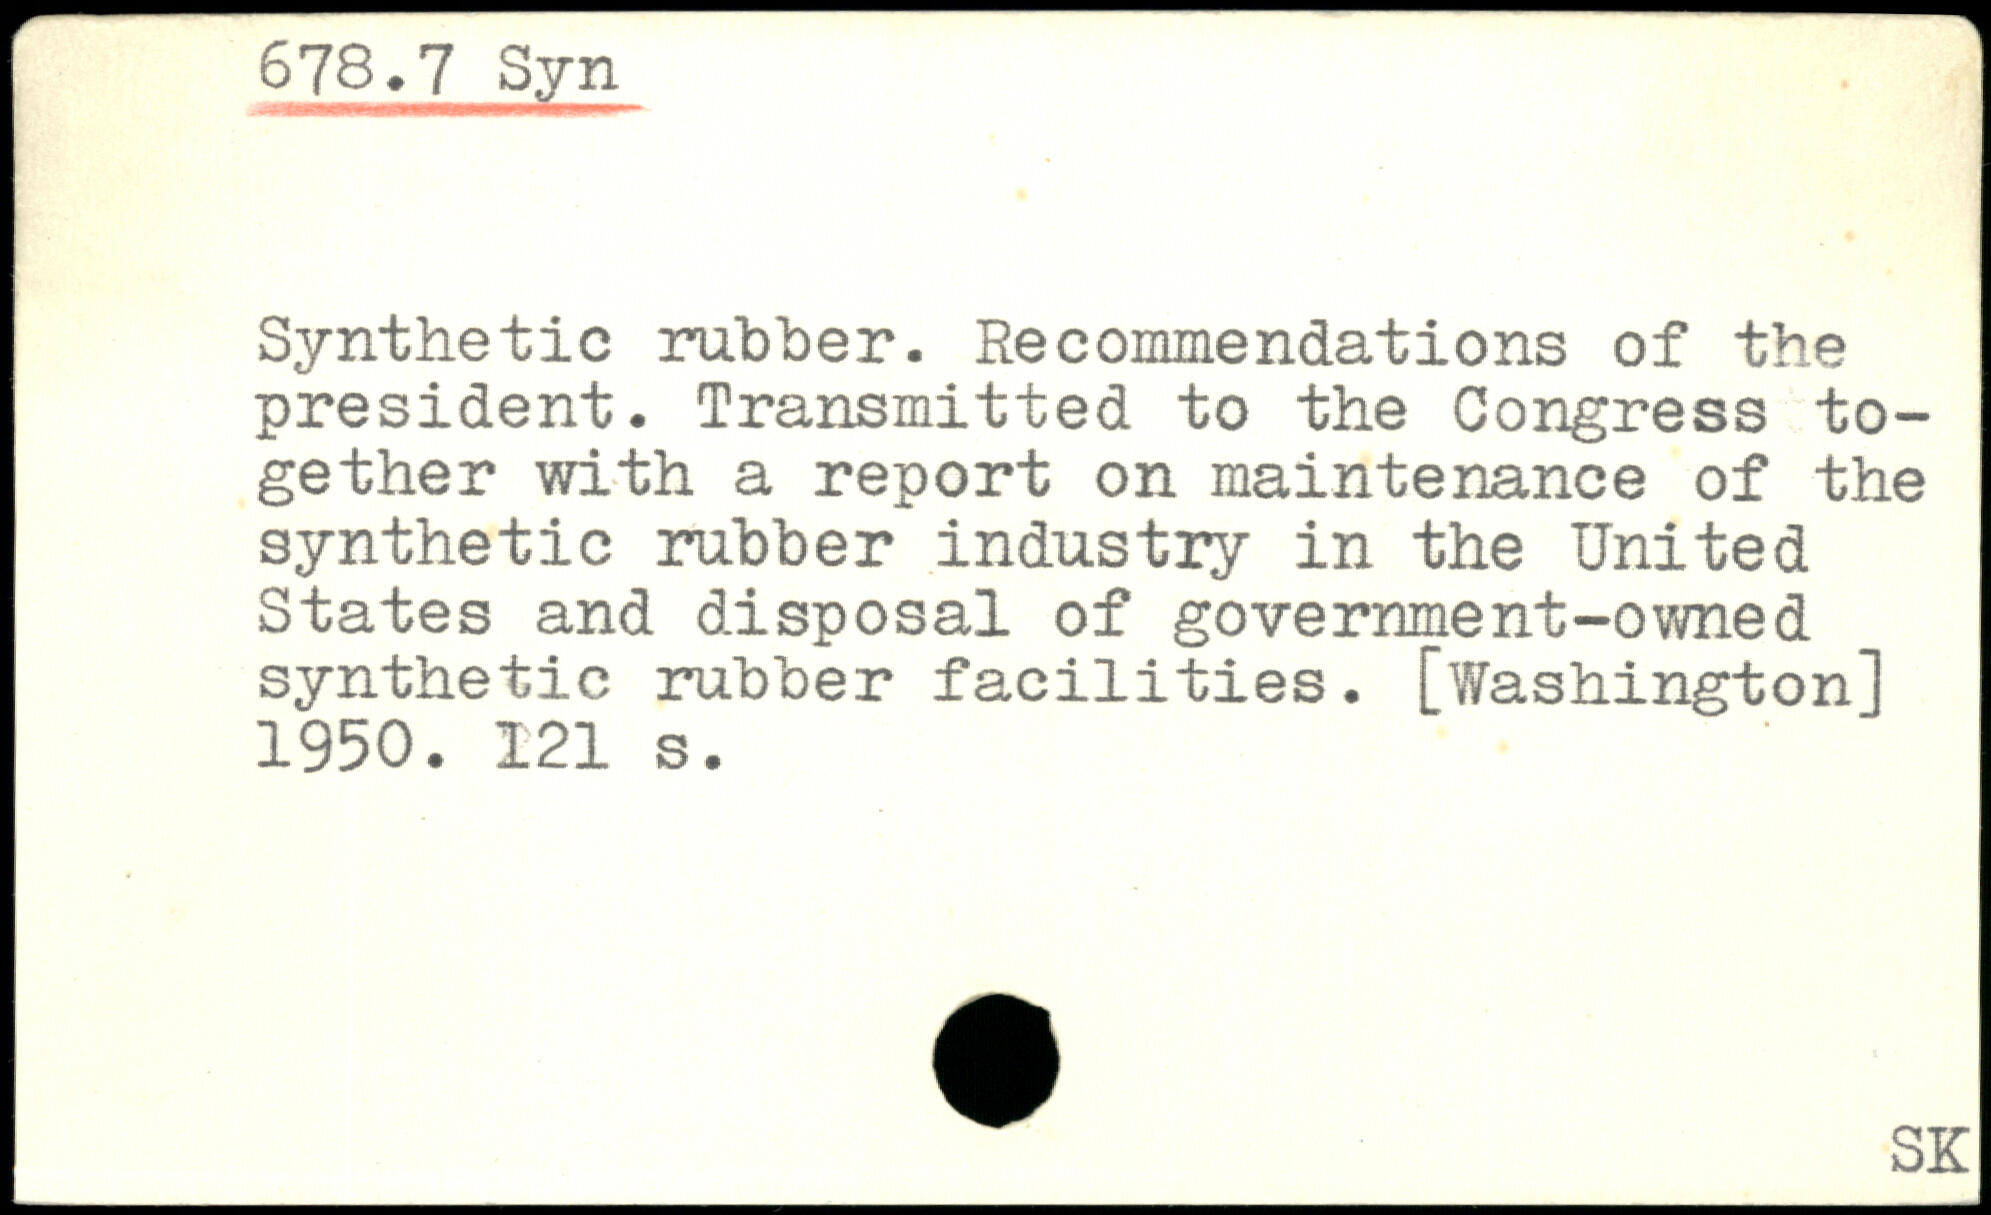 678.7 Syn
Synthetic rubber. Recommendations of the
president. Transmitted to the Congress to-
gether with a report on maintenance of the
synthetic rubber industry in the United
States and disposal of government-owned
synthetic rubber facilities. [Washington]
1950. 121 s.
SK